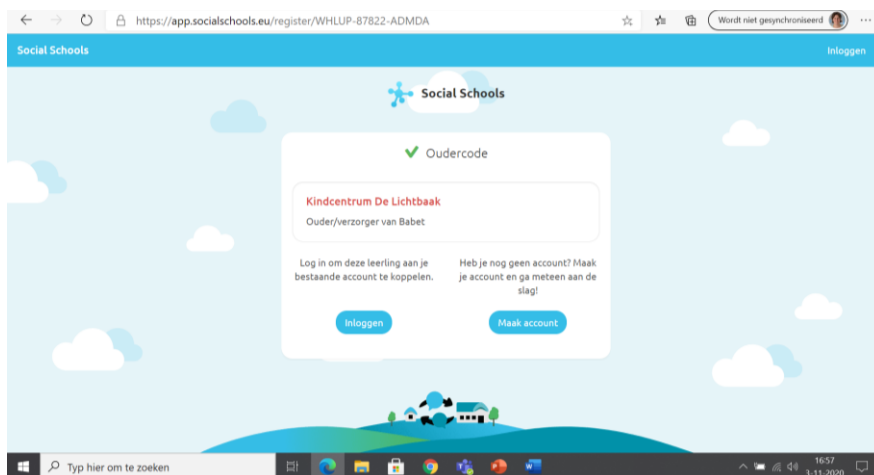 https://app.socialschools.eu/register/WHLUP-87822-ADMDA
Wordt niet gesynchroniseerd
Social Schools
Inloggen
Social Schools
Oudercode
Kindcentrum De Lichtbaak
Ouder/verzorger van Babet
Log in om deze leerling aan je
bestaande account te koppelen.
Inloggen
Heb je nog geen account? Maak
je account en ga meteen aan de
slag!
Maak account
Typ hier om te zoeken
16:57
3-11-2020